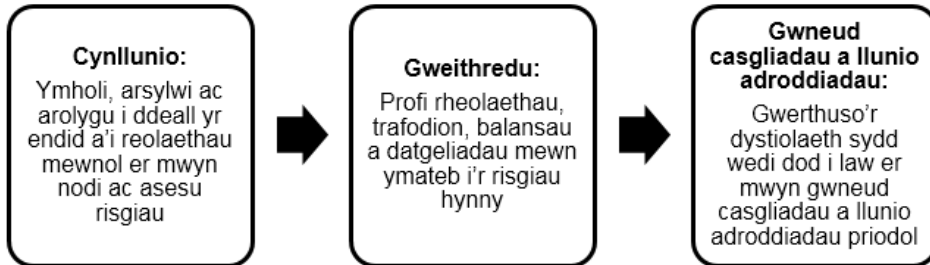 Cynllunio:
Ymholi, arsylwi ac
arolygu i ddeall yr
endid a'i reolaethau
mewnol er mwyn
nodi ac asesu
risgiau
Gweithredu:
Profi rheolaethau,
trafodion, balansau
a datgeliadau mewn
ymateb i'r risgiau
hynny
Gwneud
casgliadau a llunio
adroddiadau:
Gwerthuso'r
dystiolaeth sydd
wedi dod i law er
mwyn gwneud
casgliadau a llunio
adroddiadau priodol